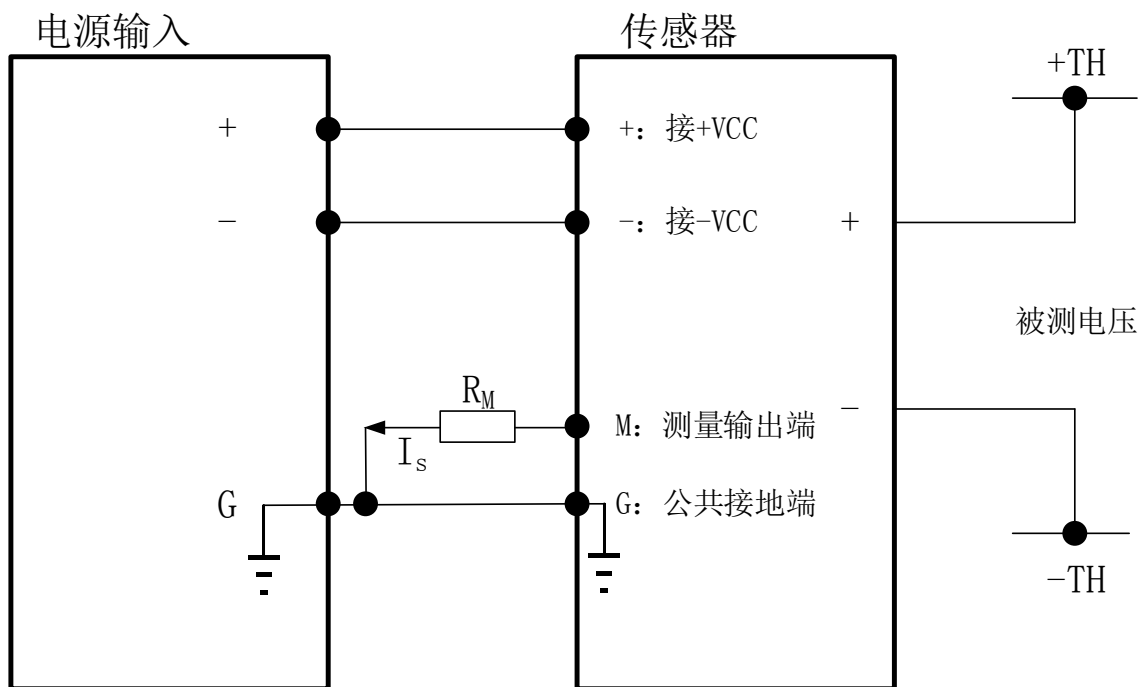 电源输入
传感器
+TH
+
+：接+VCC
−
−：接−VCC
+
被测电压
R_M
M：测量输出端
−
I_s
G
G：公共接地端
−TH